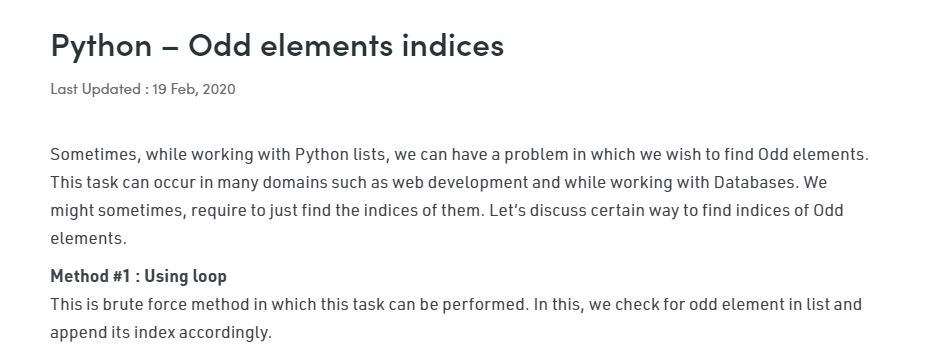 Python – Odd elements indices
Last Updated : 19 Feb, 2020
Sometimes, while working with Python lists, we can have a problem in which we wish to find Odd elements.
This task can occur in many domains such as web development and while working with Databases. We
might sometimes, require to just find the indices of them. Let’s discuss certain way to find indices of Odd
elements.
Method #1 : Using loop
This is brute force method in which this task can be performed. In this, we check for odd element in list and
append its index accordingly.